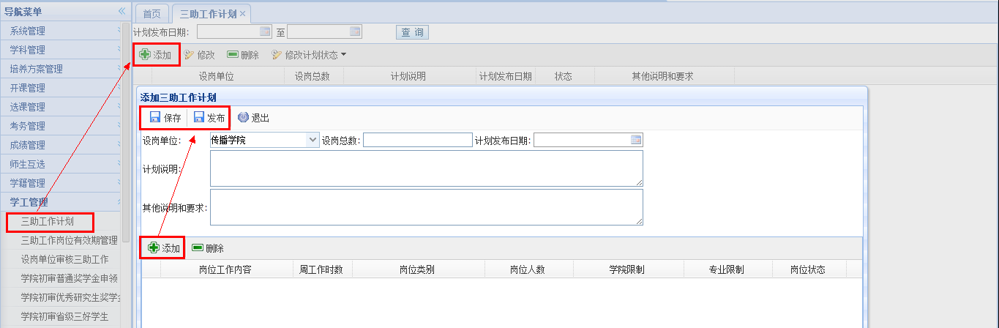 导航菜单
系统管理
学科管理
培养方案管理
开课管理
选课管理
考务管理
成绩管理
师生互选
学籍管理
学工管理
三助工作计划
三助工作岗位有效期管理
设岗单位审核三助工作
学院初审普通奖学金申领
学院初审优秀研究生奖学金
学院初审省级三好学生
首页 三助工作计划
计划发布日期: 至 查 询
添加 修改 删除 修改计划状态
设岗单位 设岗总数 计划说明 计划发布日期 状态 其他说明和要求
添加三助工作计划
保存 发布 退出
设岗单位: 传播学院 设岗总数: 计划发布日期:
计划说明:
其他说明和要求:
添加 删除
岗位工作内容 周工作时数 岗位类别 岗位人数 学院限制 专业限制 岗位状态